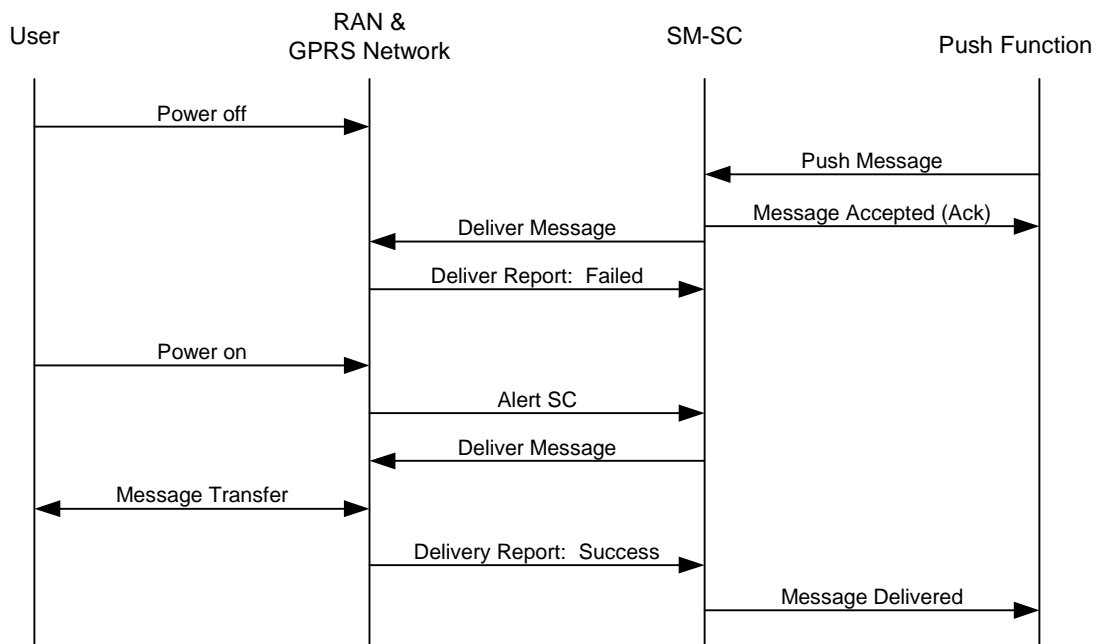 User
RAN &
GPRS Network
SM-SC
Push Function
Power off
Push Message
Message Accepted (Ack)
Deliver Message
Deliver Report:  Failed
Power on
Alert SC
Deliver Message
Message Transfer
Delivery Report:  Success
Message Delivered